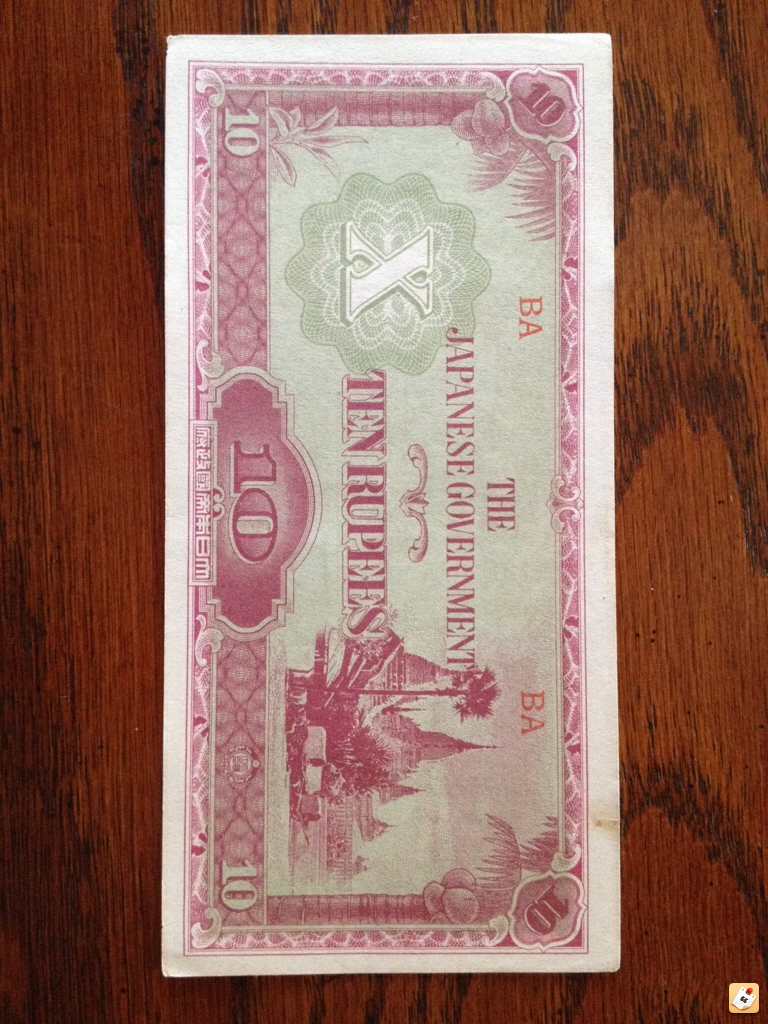 10 10
BA BA
THE
JAPANESE GOVERNMENT
X
TEN RUPEES
10 10 10
大日本帝國政府